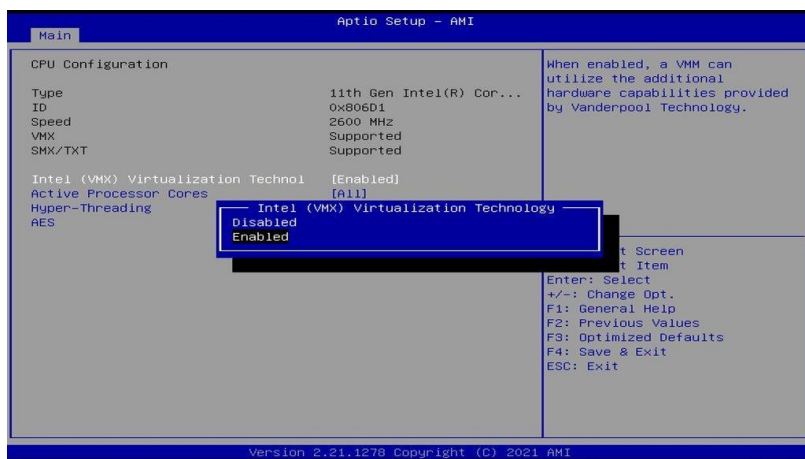 Aptio Setup – AMI
Main
CPU Configuration
Type 11th Gen Intel(R) Cor...
ID 0x806D1
Speed 2600 MHz
VMX Supported
SMX/TXT Supported
Intel (VMX) Virtualization Technol [Enabled]
Active Processor Cores [All]
Hyper-Threading
AES
Intel (VMX) Virtualization Technology
Disabled
Enabled
When enabled, a VMM can
utilize the additional
hardware capabilities provided
by Vanderpool Technology.
t Screen
t Item
Enter: Select
+/-: Change Opt.
F1: General Help
F2: Previous Values
F3: Optimized Defaults
F4: Save & Exit
ESC: Exit
Version 2.21.1278 Copyright (C) 2021 AMI